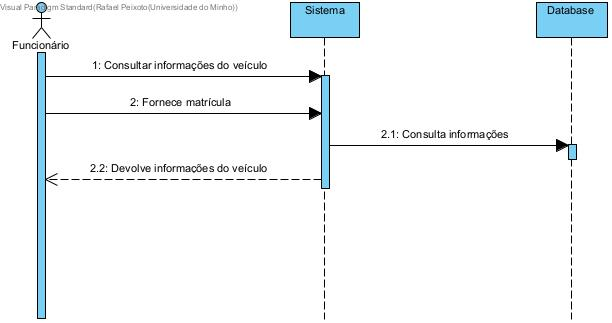 Visual Paradigm Standard(Rafael Peixoto(Universidade do Minho))
Sistema
Database
Funcionário
1: Consultar informações do veículo
2: Fornece matrícula
2.1: Consulta informações
2.2: Devolve informações do veículo